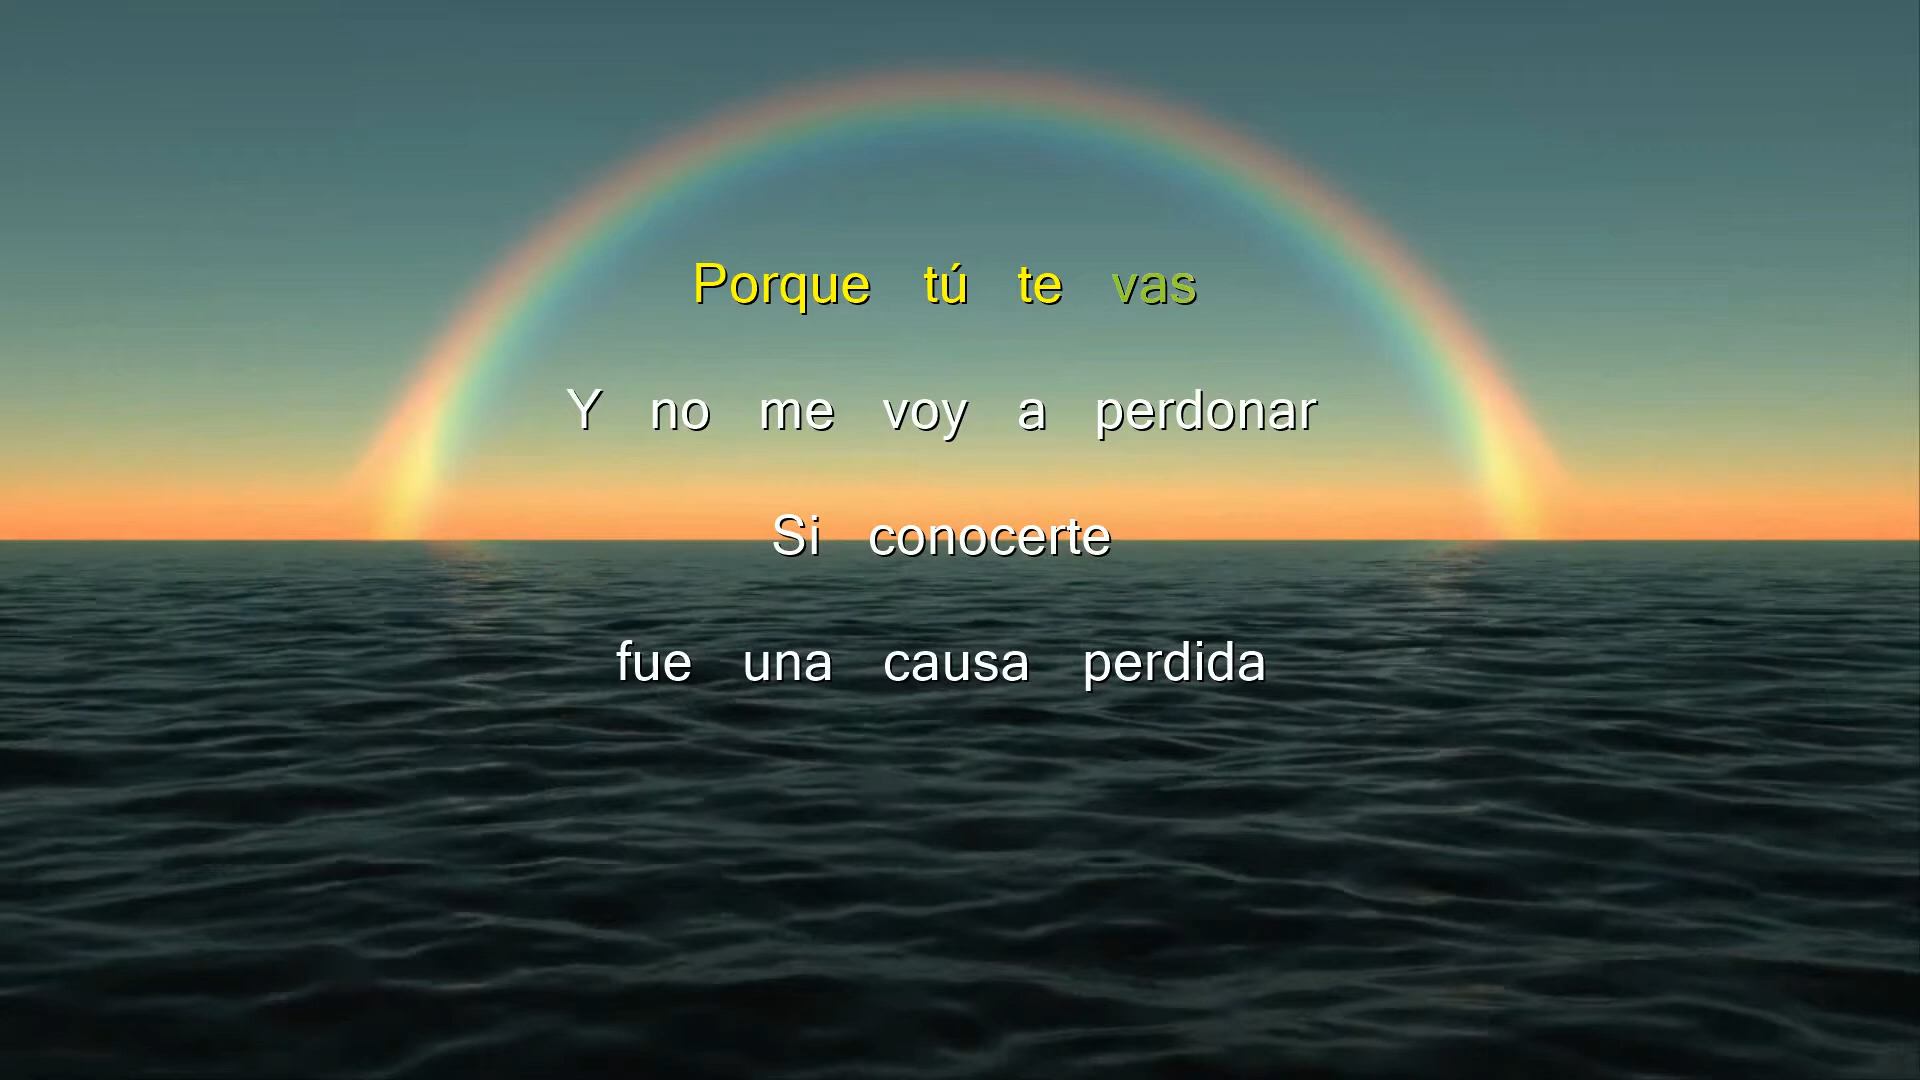 Porque tú te vas
Y no me voy a perdonar
Si conocerte
fue una causa perdida